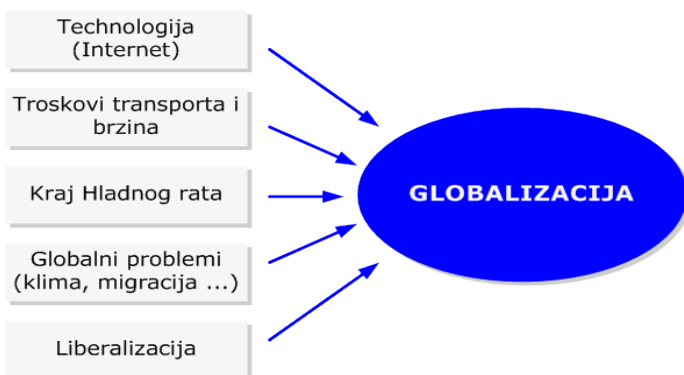 Technologija
(Internet)
Troskovi transporta i
brzina
Kraj Hladnog rata
GLOBALIZACIJA
Globalni problemi
(klima, migracija ...)
Liberalizacija